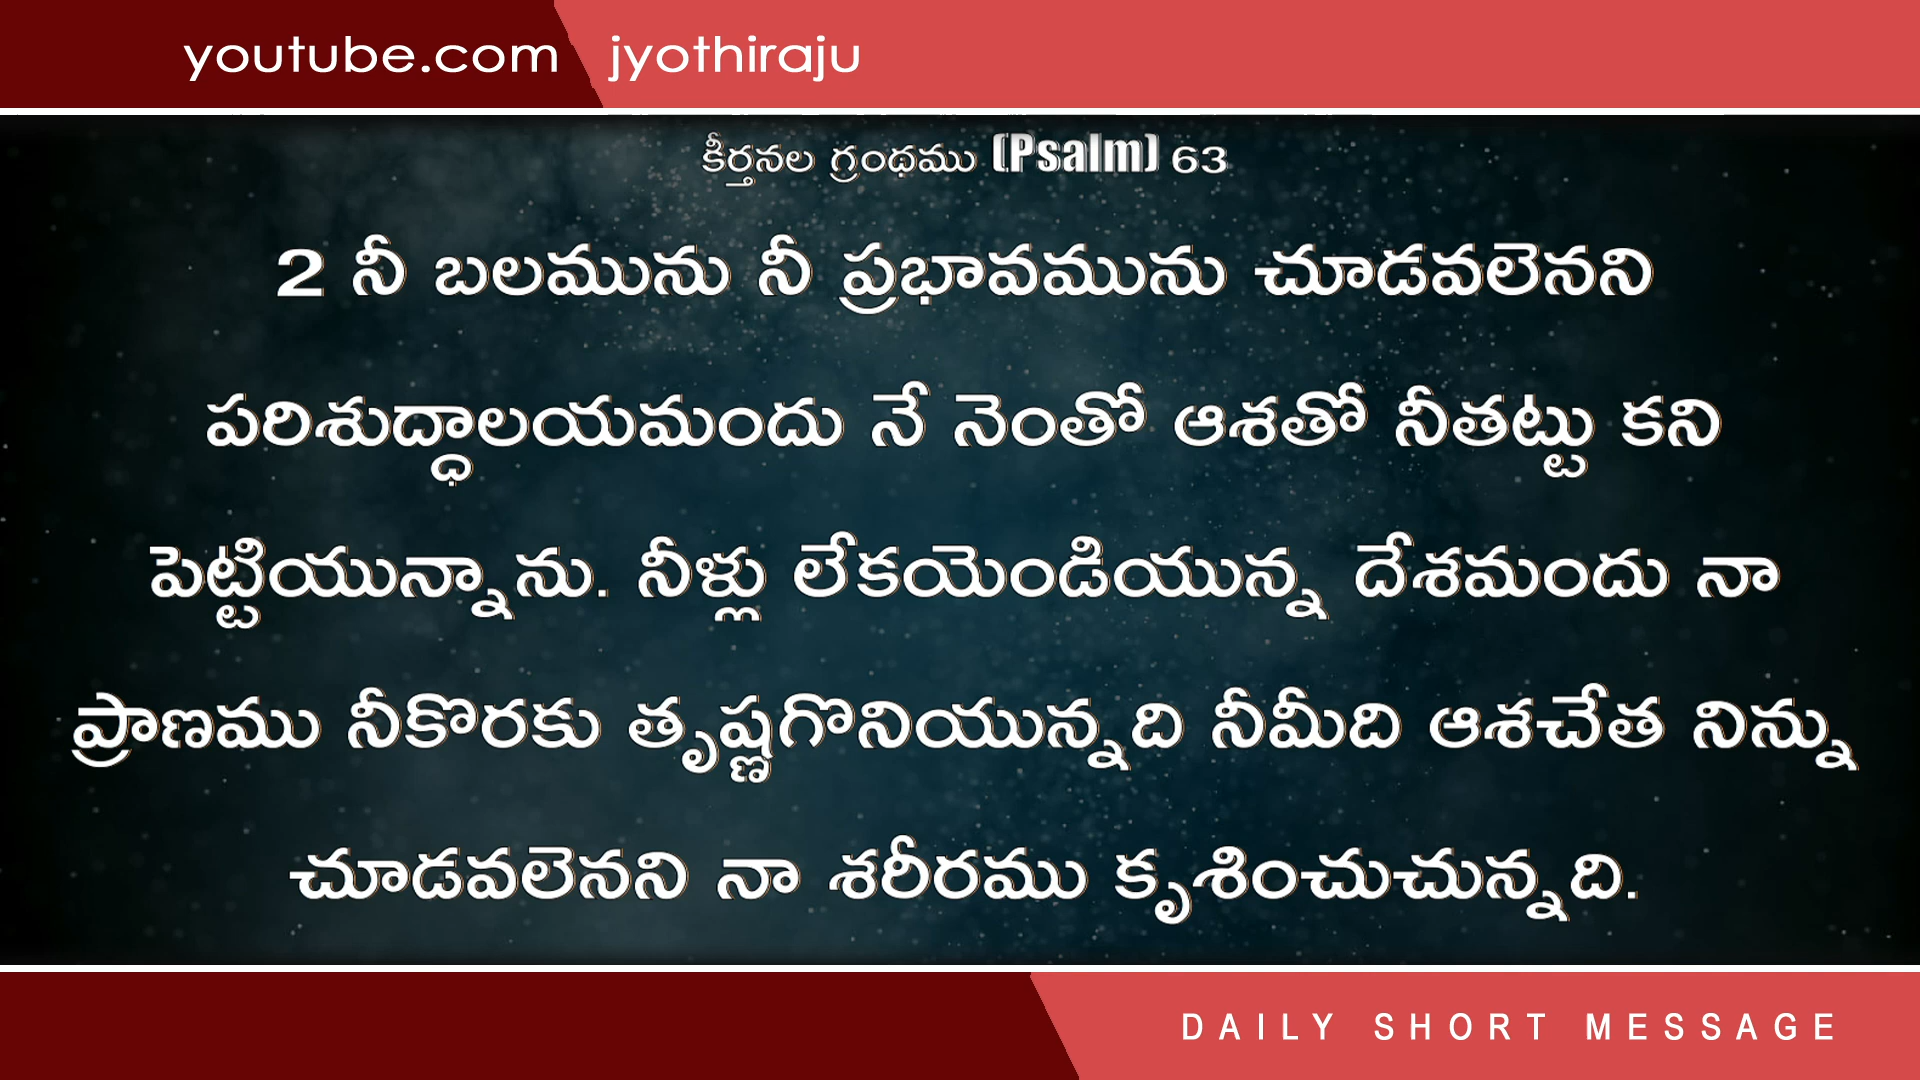 youtube.com jyothiraju
కీర్తనల గ్రంథము (Psalm) 63
2 నీ బలమును నీ ప్రభావమును చూడవలెనని
పరిశుద్ధాలయమందు నే నెంతో ఆశతో నీతట్టు కని
పెట్టియున్నాను. నీళ్లు లేకయెండియున్న దేశమందు నా
ప్రాణము నీకొరకు తృష్ణగొనియున్నది నీమీది ఆశచేత నిన్ను
చూడవలెనని నా శరీరము కృశించుచున్నది.
DAILY SHORT MESSAGE